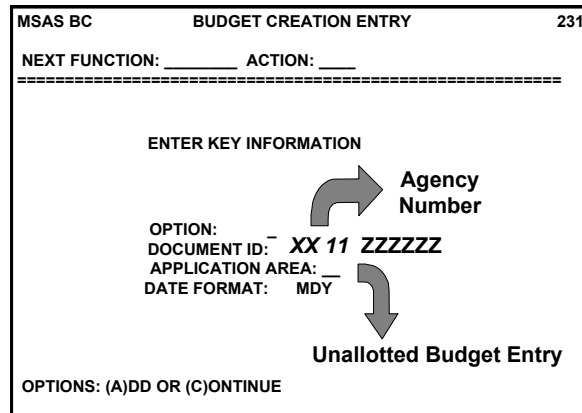 MSAS BC BUDGET CREATION ENTRY 231
NEXT FUNCTION: ________ ACTION: ____
==============================================================
ENTER KEY INFORMATION
Agency
Number
OPTION: _
DOCUMENT ID: XX 11 ZZZZZZ
APPLICATION AREA: __
DATE FORMAT: MDY
Unallotted Budget Entry
OPTIONS: (A)DD OR (C)ONTINUE